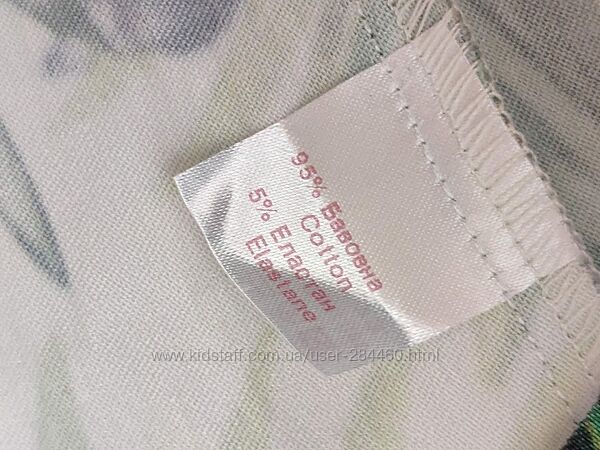 95% Бавовна
Cotton
5% Еластан
Elastane
www.kidstaff.com.ua/user-284460.html